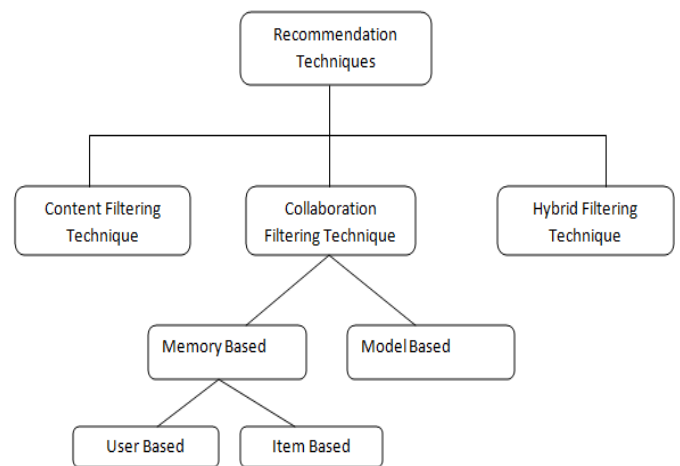 Recommendation
Techniques
Content Filtering
Technique
Collaboration
Filtering Technique
Hybrid Filtering
Technique
Memory Based
Model Based
User Based
Item Based